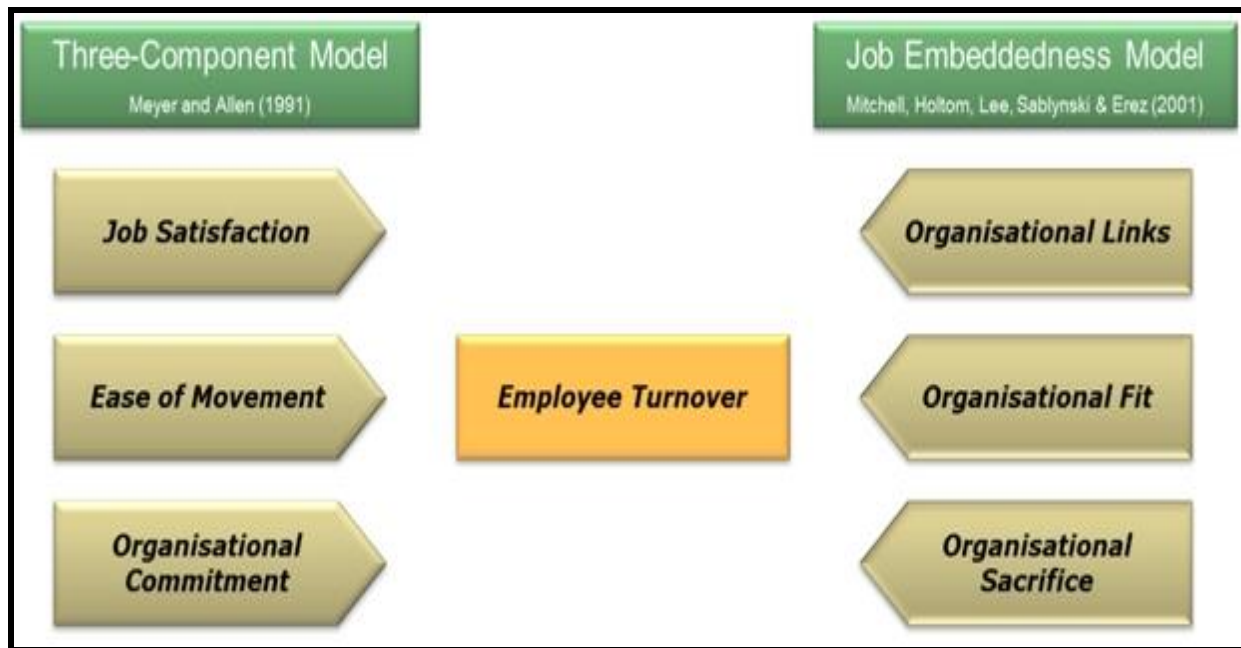 Three-Component Model
Meyer and Allen (1991)
Job Embeddedness Model
Mitchell, Holtom, Lee, Sablynski & Erez (2001)
Job Satisfaction
Organisational Links
Ease of Movement
Employee Turnover
Organisational Fit
Organisational
Commitment
Organisational
Sacrifice